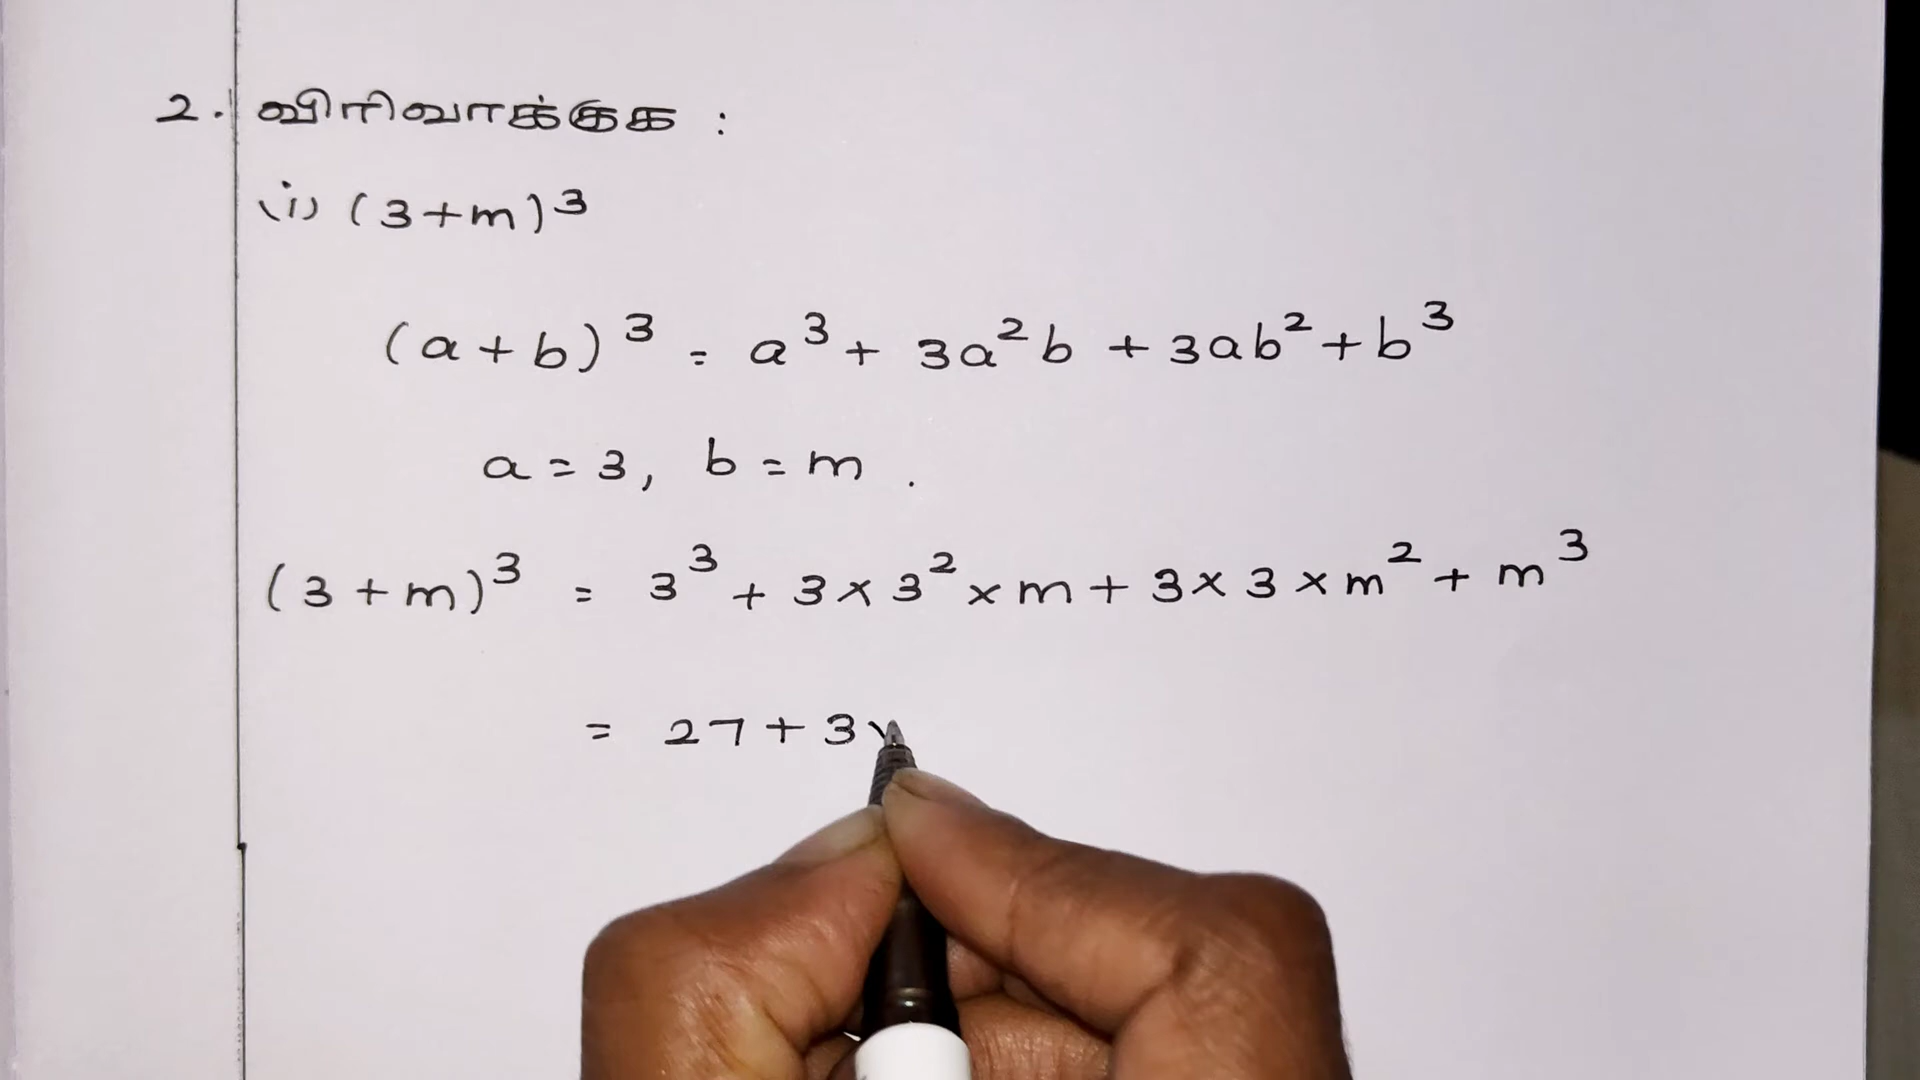 2. விரிவாக்குக :
(i) (3+m)³
(a+b)³ = a³ + 3a²b + 3ab² + b³
a = 3, b = m .
(3+m)³ = 3³ + 3×3²×m + 3×3×m² + m³
= 27 + 3×